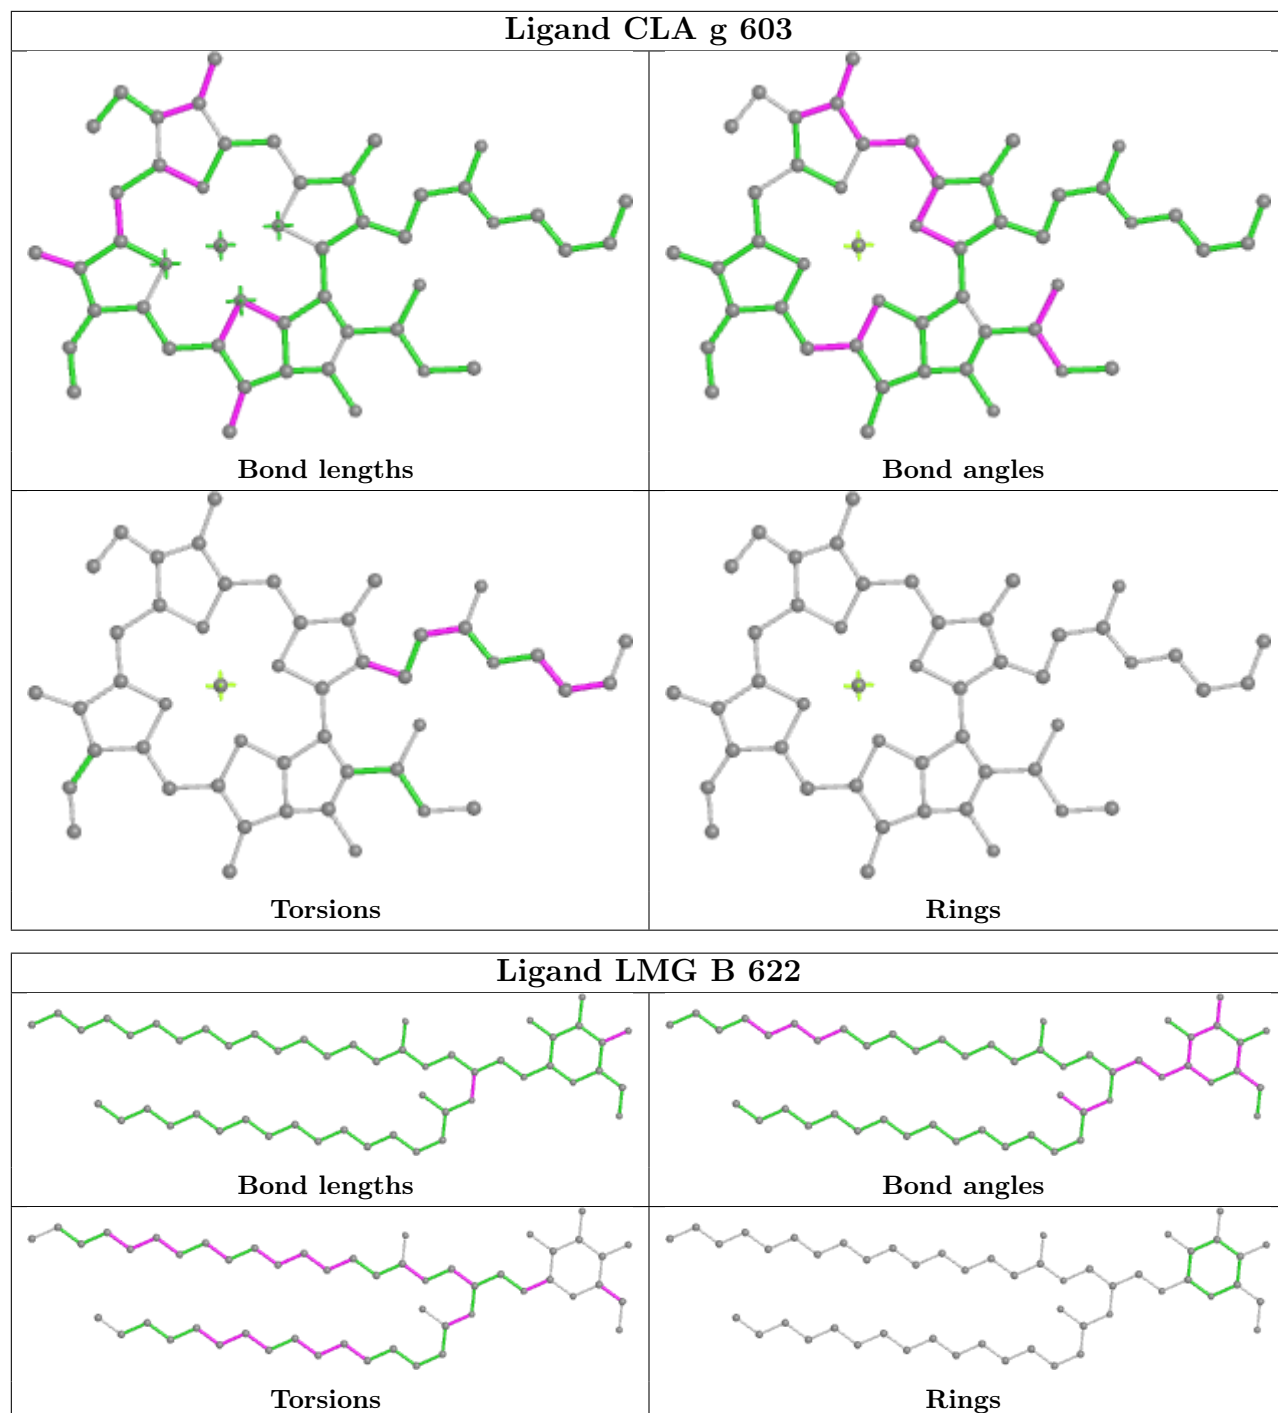 Ligand CLA g 603
Bond lengths
Bond angles
Torsions
Rings
Ligand LMG B 622
Bond lengths
Bond angles
Torsions
Rings